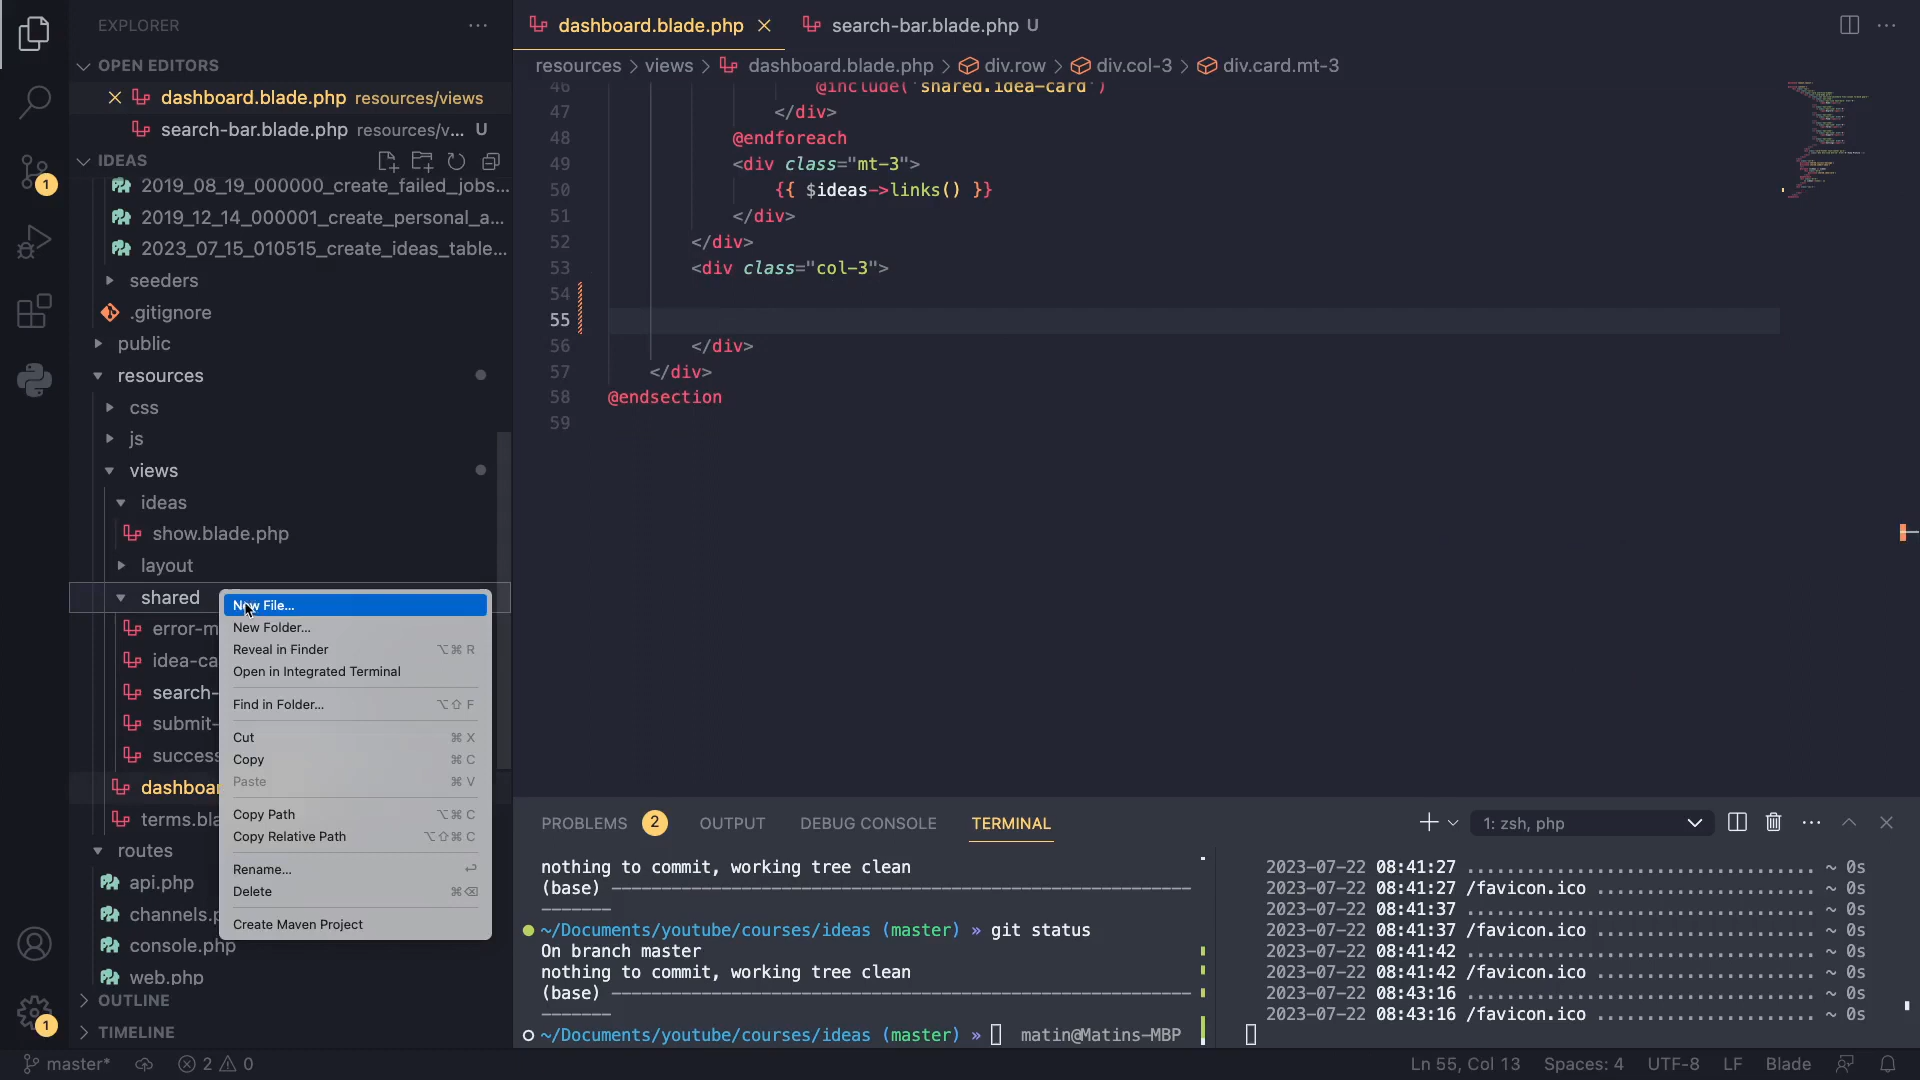 EXPLORER
OPEN EDITORS
dashboard.blade.php resources/views
search-bar.blade.php resources/v... U
IDEAS
2019_08_19_000000_create_failed_jobs...
2019_12_14_000001_create_personal_a...
2023_07_15_010515_create_ideas_table...
seeders
.gitignore
public
resources
css
js
views
ideas
show.blade.php
layout
shared
error-m
idea-ca
search-
submit-
success
dashboar
terms.bla
routes
api.php
channels.p
console.php
web.php
OUTLINE
TIMELINE
New File...
New Folder...
Reveal in Finder ⌥⌘ R
Open in Integrated Terminal
Find in Folder... ⌥⇧ F
Cut ⌘ X
Copy ⌘ C
Paste ⌘ V
Copy Path ⌥⌘ C
Copy Relative Path ⌥⇧⌘ C
Rename... ⏎
Delete ⌘⌫
Create Maven Project
dashboard.blade.php
search-bar.blade.php U
resources > views > dashboard.blade.php > div.row > div.col-3 > div.card.mt-3
46 @include('shared.idea-card')
47 </div>
48 @endforeach
49 <div class="mt-3">
50 {{ $ideas->links() }}
51 </div>
52 </div>
53 <div class="col-3">
54
55
56 </div>
57 </div>
58 @endsection
59
PROBLEMS 2 OUTPUT DEBUG CONSOLE TERMINAL 1: zsh, php
nothing to commit, working tree clean
(base)
~/Documents/youtube/courses/ideas (master) » git status
On branch master
nothing to commit, working tree clean
(base)
~/Documents/youtube/courses/ideas (master) » matin@Matins-MBP
2023-07-22 08:41:27 ................................. ~ 0s
2023-07-22 08:41:27 /favicon.ico ..................... ~ 0s
2023-07-22 08:41:37 ................................. ~ 0s
2023-07-22 08:41:37 /favicon.ico ..................... ~ 0s
2023-07-22 08:41:42 ................................. ~ 0s
2023-07-22 08:41:42 /favicon.ico ..................... ~ 0s
2023-07-22 08:43:16 ................................. ~ 0s
2023-07-22 08:43:16 /favicon.ico ..................... ~ 0s
1
1
master* 2 0 Ln 55, Col 13 Spaces: 4 UTF-8 LF Blade